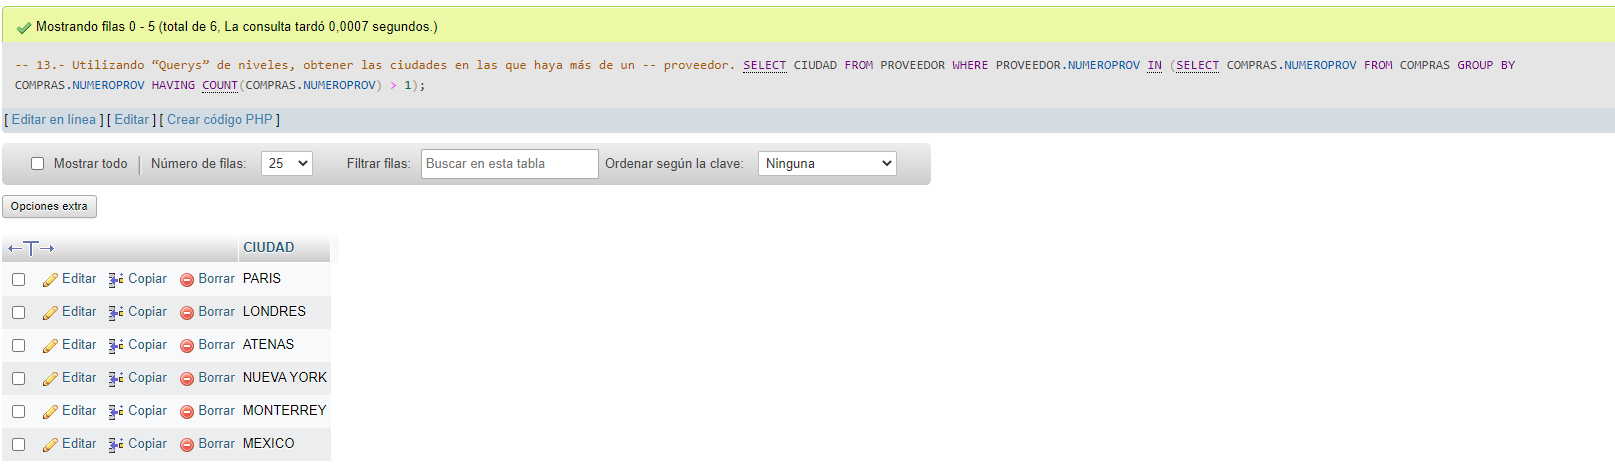 Mostrando filas 0 - 5 (total de 6, La consulta tardó 0,0007 segundos.)
-- 13.- Utilizando “Querys” de niveles, obtener las ciudades en las que haya más de un -- proveedor. SELECT CIUDAD FROM PROVEEDOR WHERE PROVEEDOR.NUMEROPROV IN (SELECT COMPRAS.NUMEROPROV FROM COMPRAS GROUP BY
COMPRAS.NUMEROPROV HAVING COUNT(COMPRAS.NUMEROPROV) > 1);
[ Editar en línea ] [ Editar ] [ Crear código PHP ]
Mostrar todo | Número de filas: 25 Filtrar filas: Buscar en esta tabla Ordenar según la clave: Ninguna
Opciones extra
←T→ CIUDAD
Editar Copiar Borrar PARIS
Editar Copiar Borrar LONDRES
Editar Copiar Borrar ATENAS
Editar Copiar Borrar NUEVA YORK
Editar Copiar Borrar MONTERREY
Editar Copiar Borrar MEXICO